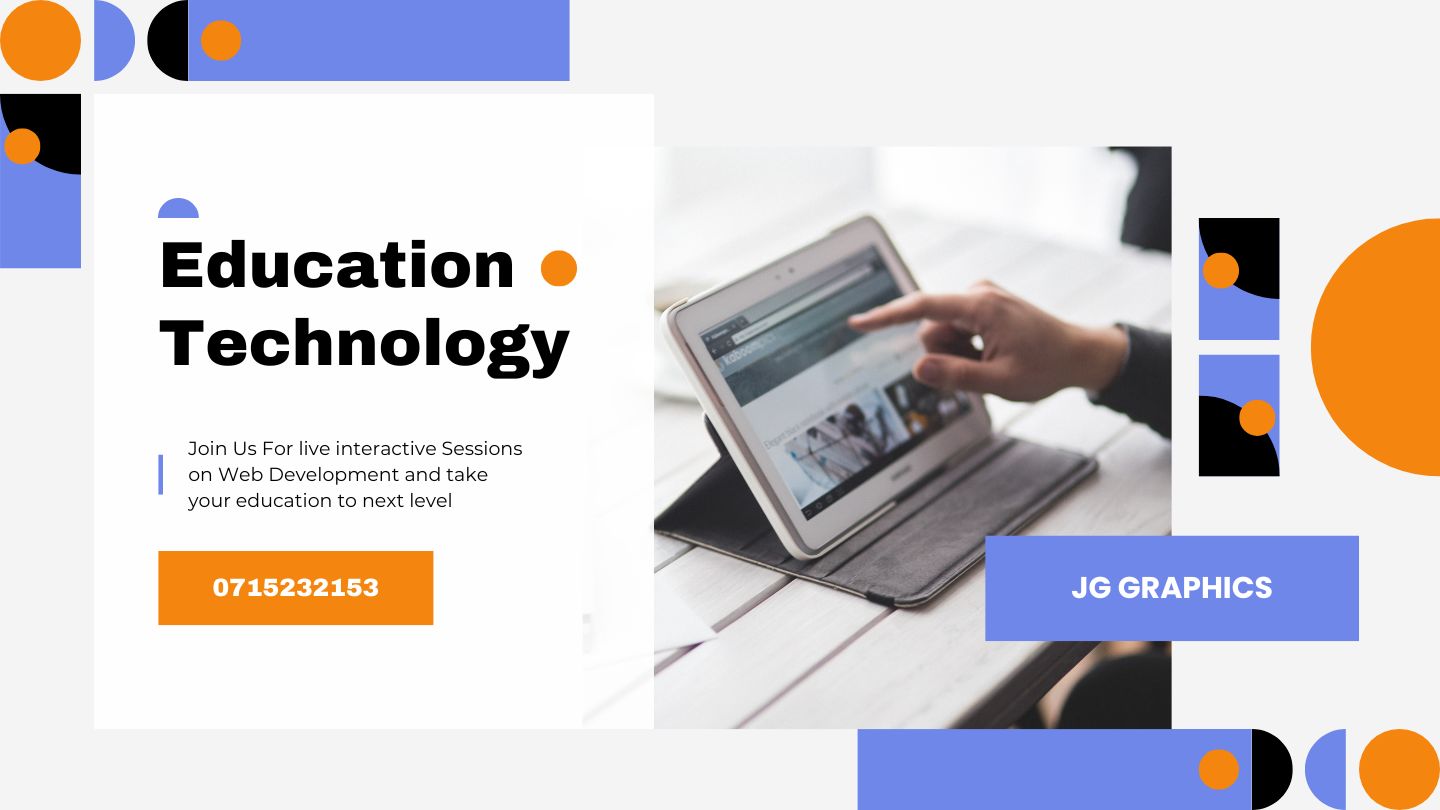 Education
Technology
Join Us For live interactive Sessions
on Web Development and take
your education to next level
0715232153
kaboompics
JG GRAPHICS